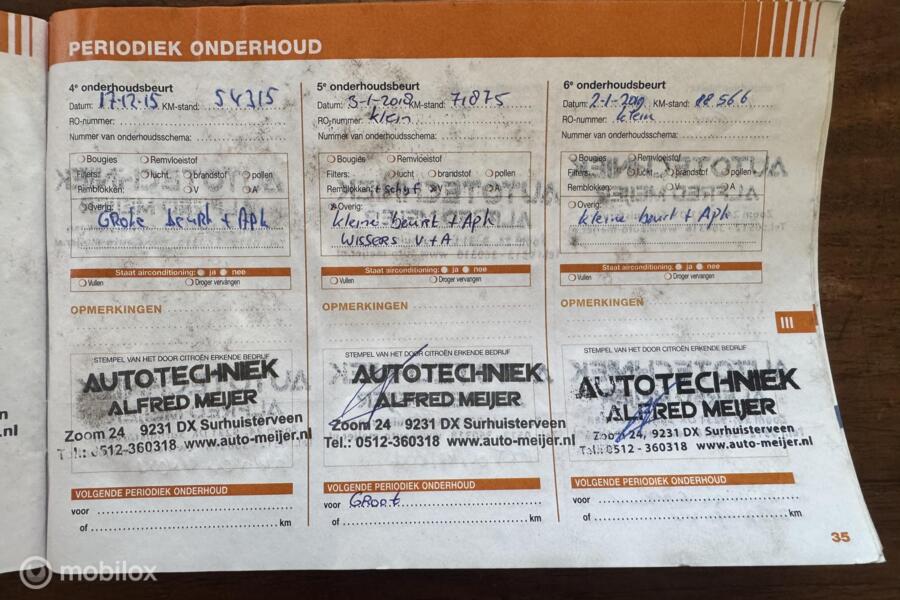 PERIODIEK ONDERHOUD
4e onderhoudsbeurt
Datum: 17-12-15 KM-stand: 54315
RO-nummer:
Nummer van onderhoudsschema:
Bougies Remvloeistof
Filters: lucht brandstof pollen
Remblokken: V A
Overig:
GROte beurt + Apk
Staat airconditioning: ja nee
Vullen Droger vervangen
OPMERKINGEN
STEMPEL VAN HET DOOR CITROËN ERKENDE BEDRIJF
AUTOTECHNIEK
ALFRED MEIJER
Zoom 24 9231 DX Surhuisterveen
Tel.: 0512-360318 www.auto-meijer.nl
VOLGENDE PERIODIEK ONDERHOUD
voor
of km
5e onderhoudsbeurt
Datum: 3-1-2018 KM-stand: 71875
RO-nummer: klein
Nummer van onderhoudsschema:
Bougies Remvloeistof
Filters: lucht brandstof pollen
Remblokken: + schijf V A
Overig:
kleine beurt + Apk
WISSERS V+A
Staat airconditioning: ja nee
Vullen Droger vervangen
OPMERKINGEN
STEMPEL VAN HET DOOR CITROËN ERKENDE BEDRIJF
AUTOTECHNIEK
ALFRED MEIJER
Zoom 24 9231 DX Surhuisterveen
Tel.: 0512-360318 www.auto-meijer.nl
VOLGENDE PERIODIEK ONDERHOUD
voor GROOt
of km
6e onderhoudsbeurt
Datum: 2-1-2019 KM-stand:
RO-nummer: klein
Nummer van onderhoudsschema:
Bougies Remvloeistof
Filters: lucht brandstof pollen
Remblokken: V A
Overig:
kleine beurt + Apk
Staat airconditioning: ja nee
Vullen Droger vervangen
OPMERKINGEN
STEMPEL VAN HET DOOR CITROËN ERKENDE BEDRIJF
AUTOTECHNIEK
ALFRED MEIJER
Zoom 24, 9231 DX Surhuisterveen
Tel.: 0512 - 360318 www.auto-meijer.nl
VOLGENDE PERIODIEK ONDERHOUD
voor
of km
III
35
.nl
mobilox